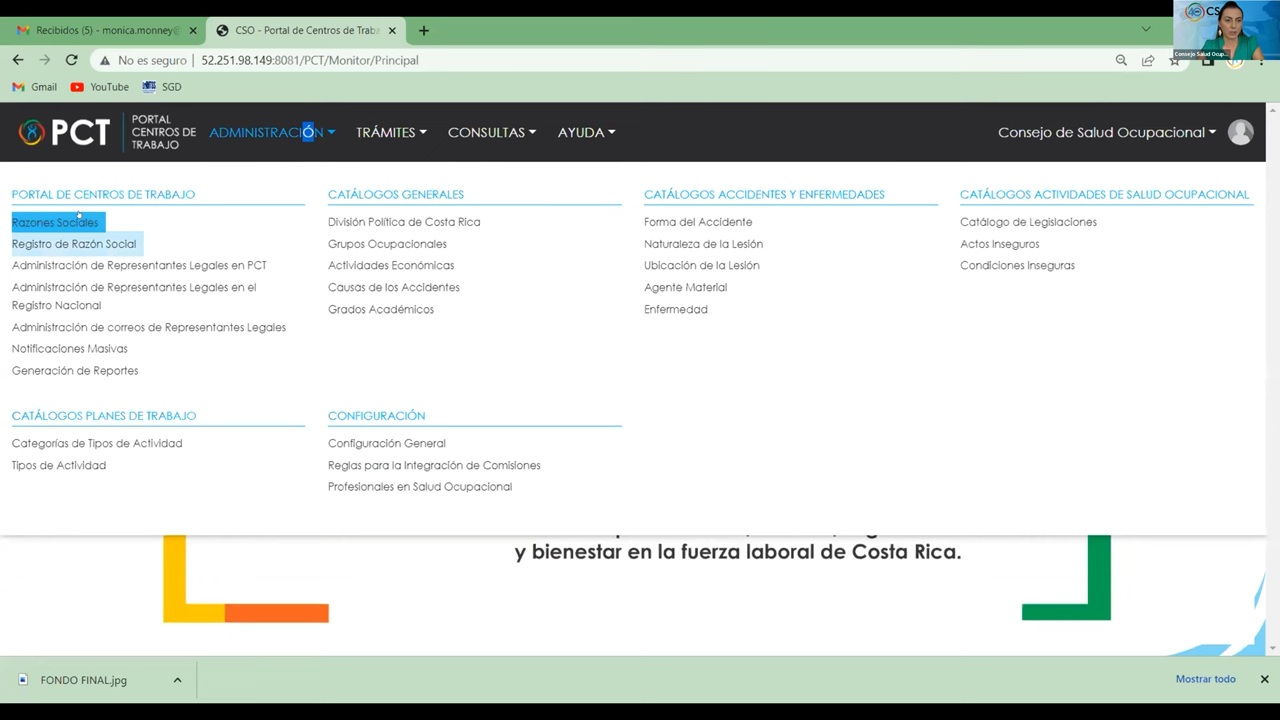 Recibidos (5) - monica.monney@
CSO - Portal de Centros de Traba
No es seguro
52.251.98.149:8081/PCT/Monitor/Principal
Gmail
YouTube
SGD
Consejo Salud Ocup...
PCT
PORTAL
CENTROS DE
TRABAJO
ADMINISTRACIÓN
TRÁMITES
CONSULTAS
AYUDA
Consejo de Salud Ocupacional
PORTAL DE CENTROS DE TRABAJO
Razones Sociales
Registro de Razón Social
Administración de Representantes Legales en PCT
Administración de Representantes Legales en el
Registro Nacional
Administración de correos de Representantes Legales
Notificaciones Masivas
Generación de Reportes
CATÁLOGOS GENERALES
División Política de Costa Rica
Grupos Ocupacionales
Actividades Económicas
Causas de los Accidentes
Grados Académicos
CATÁLOGOS ACCIDENTES Y ENFERMEDADES
Forma del Accidente
Naturaleza de la Lesión
Ubicación de la Lesión
Agente Material
Enfermedad
CATÁLOGOS ACTIVIDADES DE SALUD OCUPACIONAL
Catálogo de Legislaciones
Actos Inseguros
Condiciones Inseguras
CATÁLOGOS PLANES DE TRABAJO
Categorías de Tipos de Actividad
Tipos de Actividad
CONFIGURACIÓN
Configuración General
Reglas para la Integración de Comisiones
Profesionales en Salud Ocupacional
y bienestar en la fuerza laboral de Costa Rica.
FONDO FINAL.jpg
Mostrar todo